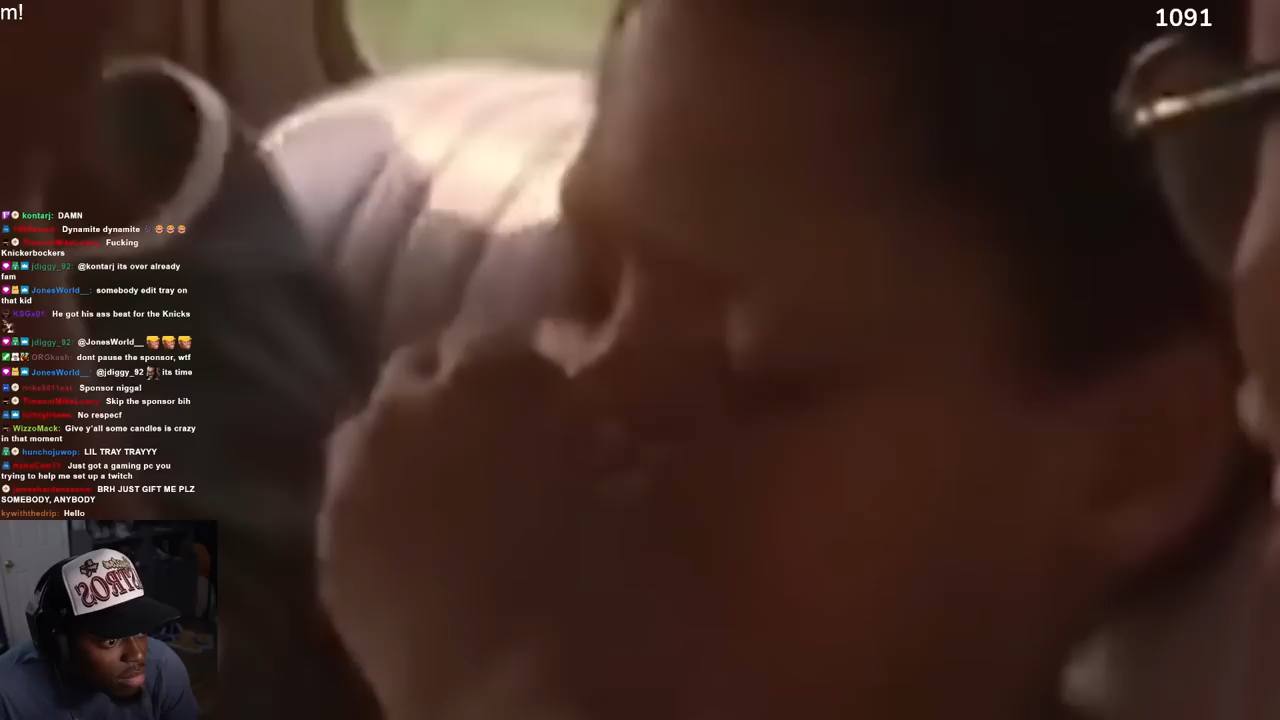 m!
1091
kontarj: DAMN
Dynamite dynamite
Fucking
Knickerbockers
jdiggy_92: @kontarj its over already
fam
JonesWorld__: somebody edit tray on
that kid
KSGx01: He got his ass beat for the Knicks
jdiggy_92: @JonesWorld__
ORGkash: dont pause the sponsor, wtf
JonesWorld__: @jdiggy_92 its time
Sponsor nigga!
Skip the sponsor bih
No respecf
WizzoMack: Give y'all some candles is crazy
in that moment
hunchojuwop: LIL TRAY TRAYYY
Just got a gaming pc you
trying to help me set up a twitch
BRH JUST GIFT ME PLZ
SOMEBODY, ANYBODY
kywiththedrip: Hello